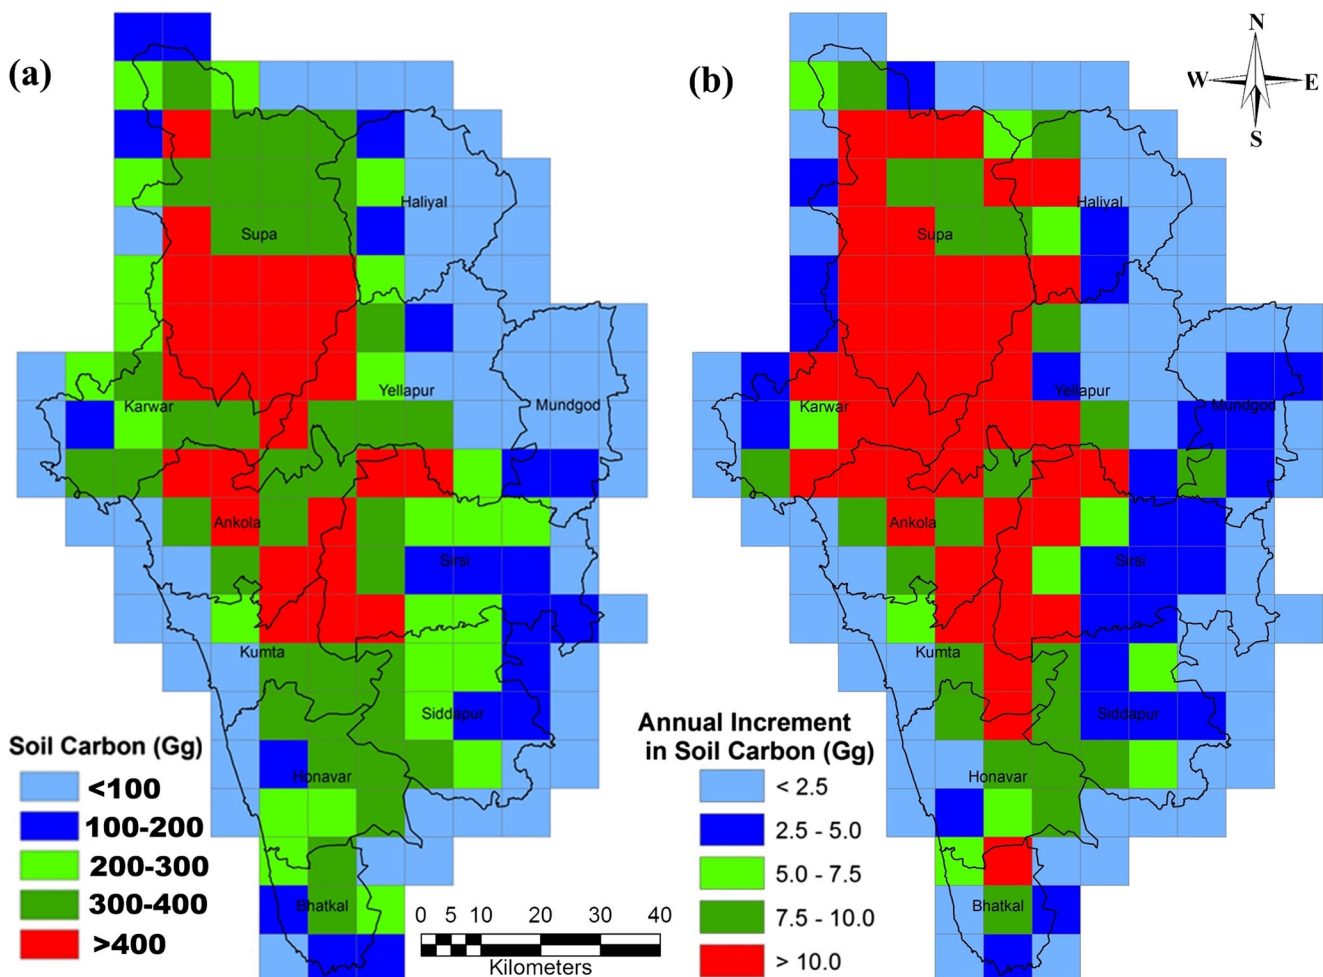 (a)
Haliyal
Supa
Karwar
Yellapur
Mundgod
Ankola
Sirsi
Kumta
Siddapur
Honavar
Bhatkal
Soil Carbon (Gg)
<100
100-200
200-300
300-400
>400
0 5 10 20 30 40
Kilometers
(b)
N
W E
S
Haliyal
Supa
Karwar
Yellapur
Mundgod
Ankola
Sirsi
Kumta
Siddapur
Honavar
Bhatkal
Annual Increment
in Soil Carbon (Gg)
< 2.5
2.5 - 5.0
5.0 - 7.5
7.5 - 10.0
> 10.0